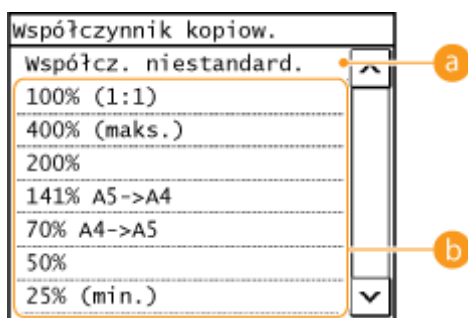 Współczynnik kopiow.
Współcz. niestandard.
a
100% (1:1)
400% (maks.)
200%
141% A5->A4
70% A4->A5
b
50%
25% (min.)